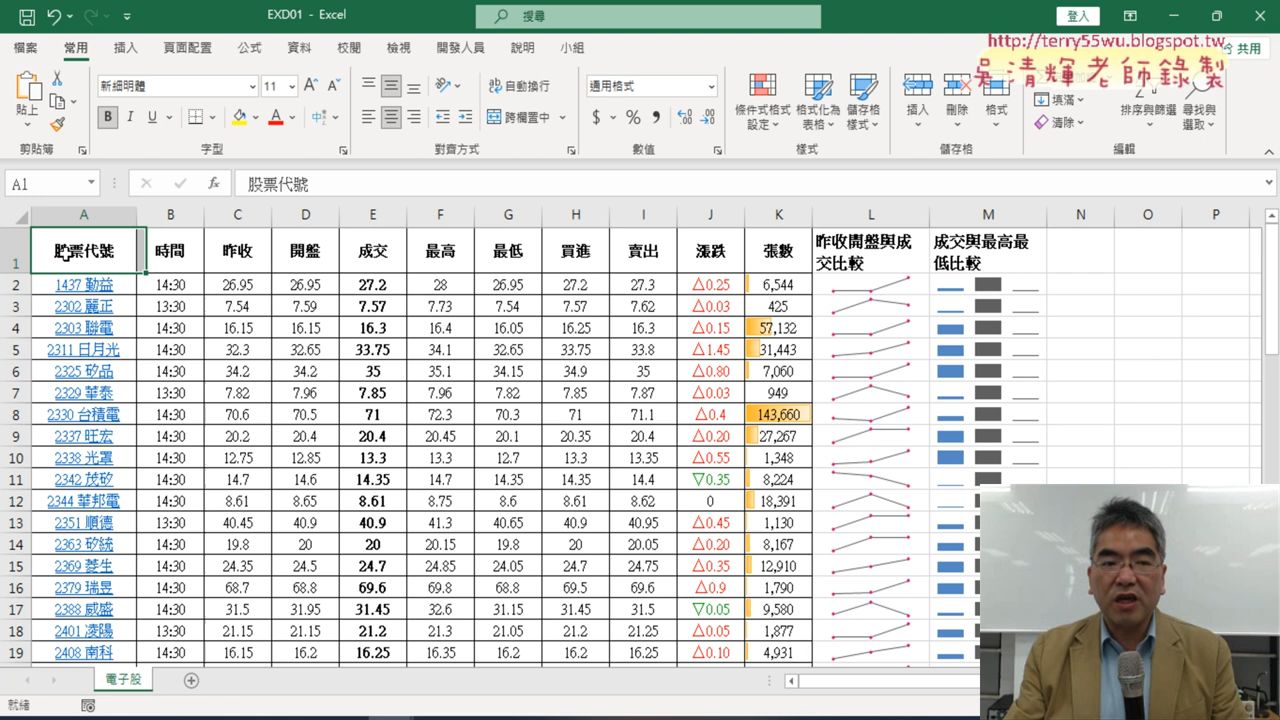 EXD01 - Excel
搜尋
登入
檔案 常用 插入 頁面配置 公式 資料 校閱 檢視 開發人員 說明 小組
共用
http://terry55wu.blogspot.tw
吳清輝老師錄製
貼上
新細明體 11
B I U A
自動換行
跨欄置中
通用格式
$ % ,
條件式格式設定
格式化為表格
儲存格樣式
插入 刪除 格式
填滿
清除
排序與篩選
尋找與選取
剪貼簿 字型 對齊方式 數值 樣式 儲存格 編輯
A1 fx 股票代號
A B C D E F G H I J K L M N O P
1 股票代號 時間 昨收 開盤 成交 最高 最低 買進 賣出 漲跌 張數 昨收開盤與成交比較 成交與最高最低比較
2 1437 勤益 14:30 26.95 26.95 27.2 28 26.95 27.2 27.3 △0.25 6,544
3 2302 麗正 13:30 7.54 7.59 7.57 7.73 7.54 7.57 7.62 △0.03 425
4 2303 聯電 14:30 16.15 16.15 16.3 16.4 16.05 16.25 16.3 △0.15 57,132
5 2311 日月光 14:30 32.3 32.65 33.75 34.1 32.65 33.75 33.8 △1.45 31,443
6 2325 矽品 14:30 34.2 34.2 35 35.1 34.15 34.9 35 △0.80 7,060
7 2329 華泰 13:30 7.82 7.96 7.85 7.96 7.82 7.85 7.87 △0.03 949
8 2330 台積電 14:30 70.6 70.5 71 72.3 70.3 71 71.1 △0.4 143,660
9 2337 旺宏 14:30 20.2 20.4 20.4 20.45 20.1 20.35 20.4 △0.20 27,267
10 2338 光罩 14:30 12.75 12.85 13.3 13.3 12.7 13.3 13.35 △0.55 1,348
11 2342 茂矽 14:30 14.7 14.6 14.35 14.7 14.35 14.35 14.4 ▽0.35 8,224
12 2344 華邦電 14:30 8.61 8.65 8.61 8.75 8.6 8.61 8.62 0 18,391
13 2351 順德 13:30 40.45 40.9 40.9 41.3 40.65 40.9 40.95 △0.45 1,130
14 2363 矽統 14:30 19.8 20 20 20.15 19.8 20 20.05 △0.20 8,167
15 2369 菱生 14:30 24.35 24.5 24.7 24.85 24.05 24.7 24.75 △0.35 12,910
16 2379 瑞昱 14:30 68.7 68.8 69.6 69.8 68.8 69.5 69.6 △0.9 1,790
17 2388 威盛 14:30 31.5 31.95 31.45 32.6 31.15 31.45 31.5 ▽0.05 9,580
18 2401 凌陽 13:30 21.15 21.15 21.2 21.3 21.05 21.2 21.25 △0.05 1,877
19 2408 南科 14:30 16.15 16.2 16.25 16.35 16.2 16.2 16.25 △0.10 4,931
電子股
就緒